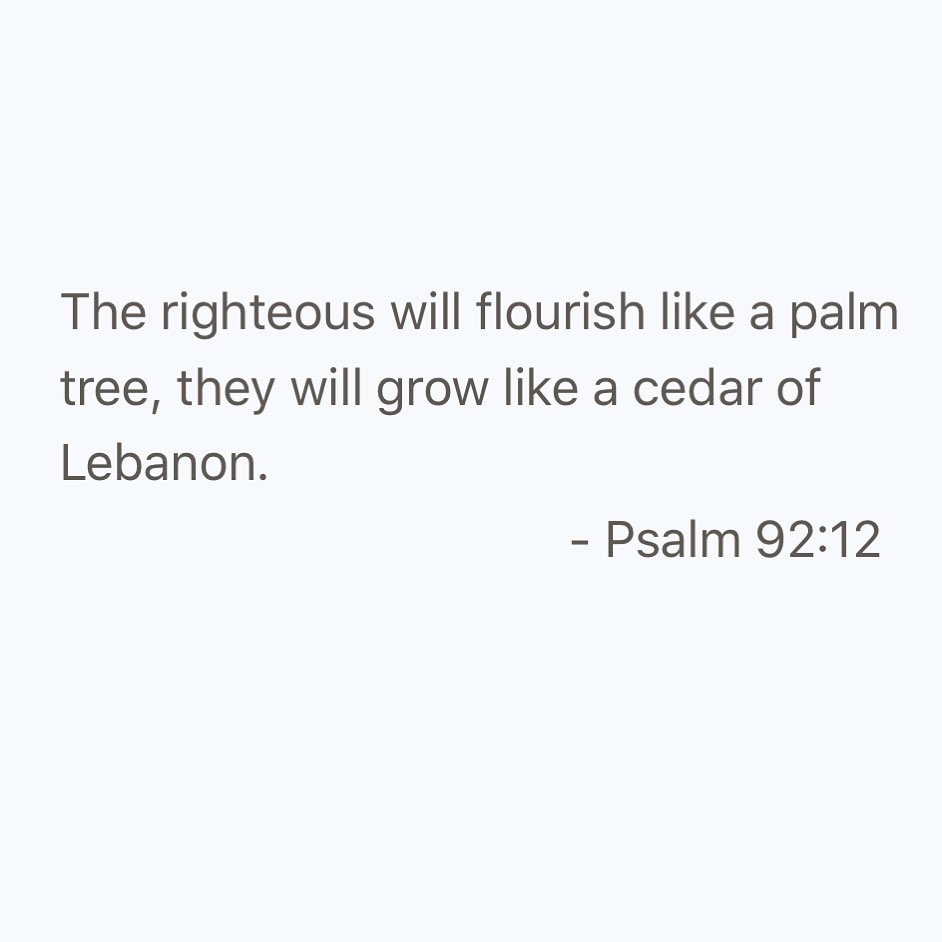 The righteous will flourish like a palm
tree, they will grow like a cedar of
Lebanon.
- Psalm 92:12